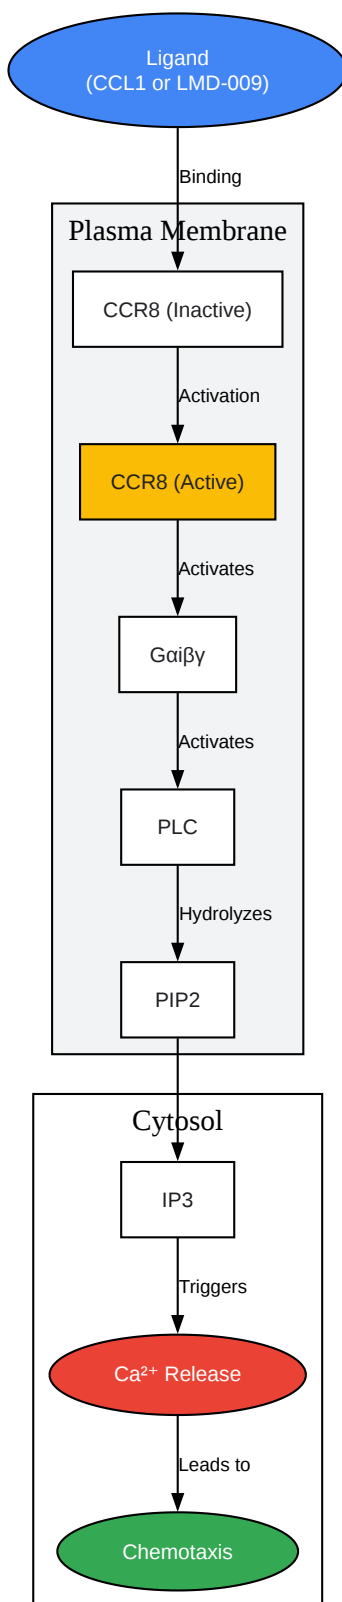 Ligand
(CCL1 or LMD-009)
Binding
Plasma Membrane
CCR8 (Inactive)
Activation
CCR8 (Active)
Activates
Gαiβγ
Activates
PLC
Hydrolyzes
PIP2
Cytosol
IP3
Triggers
Ca²⁺ Release
Leads to
Chemotaxis